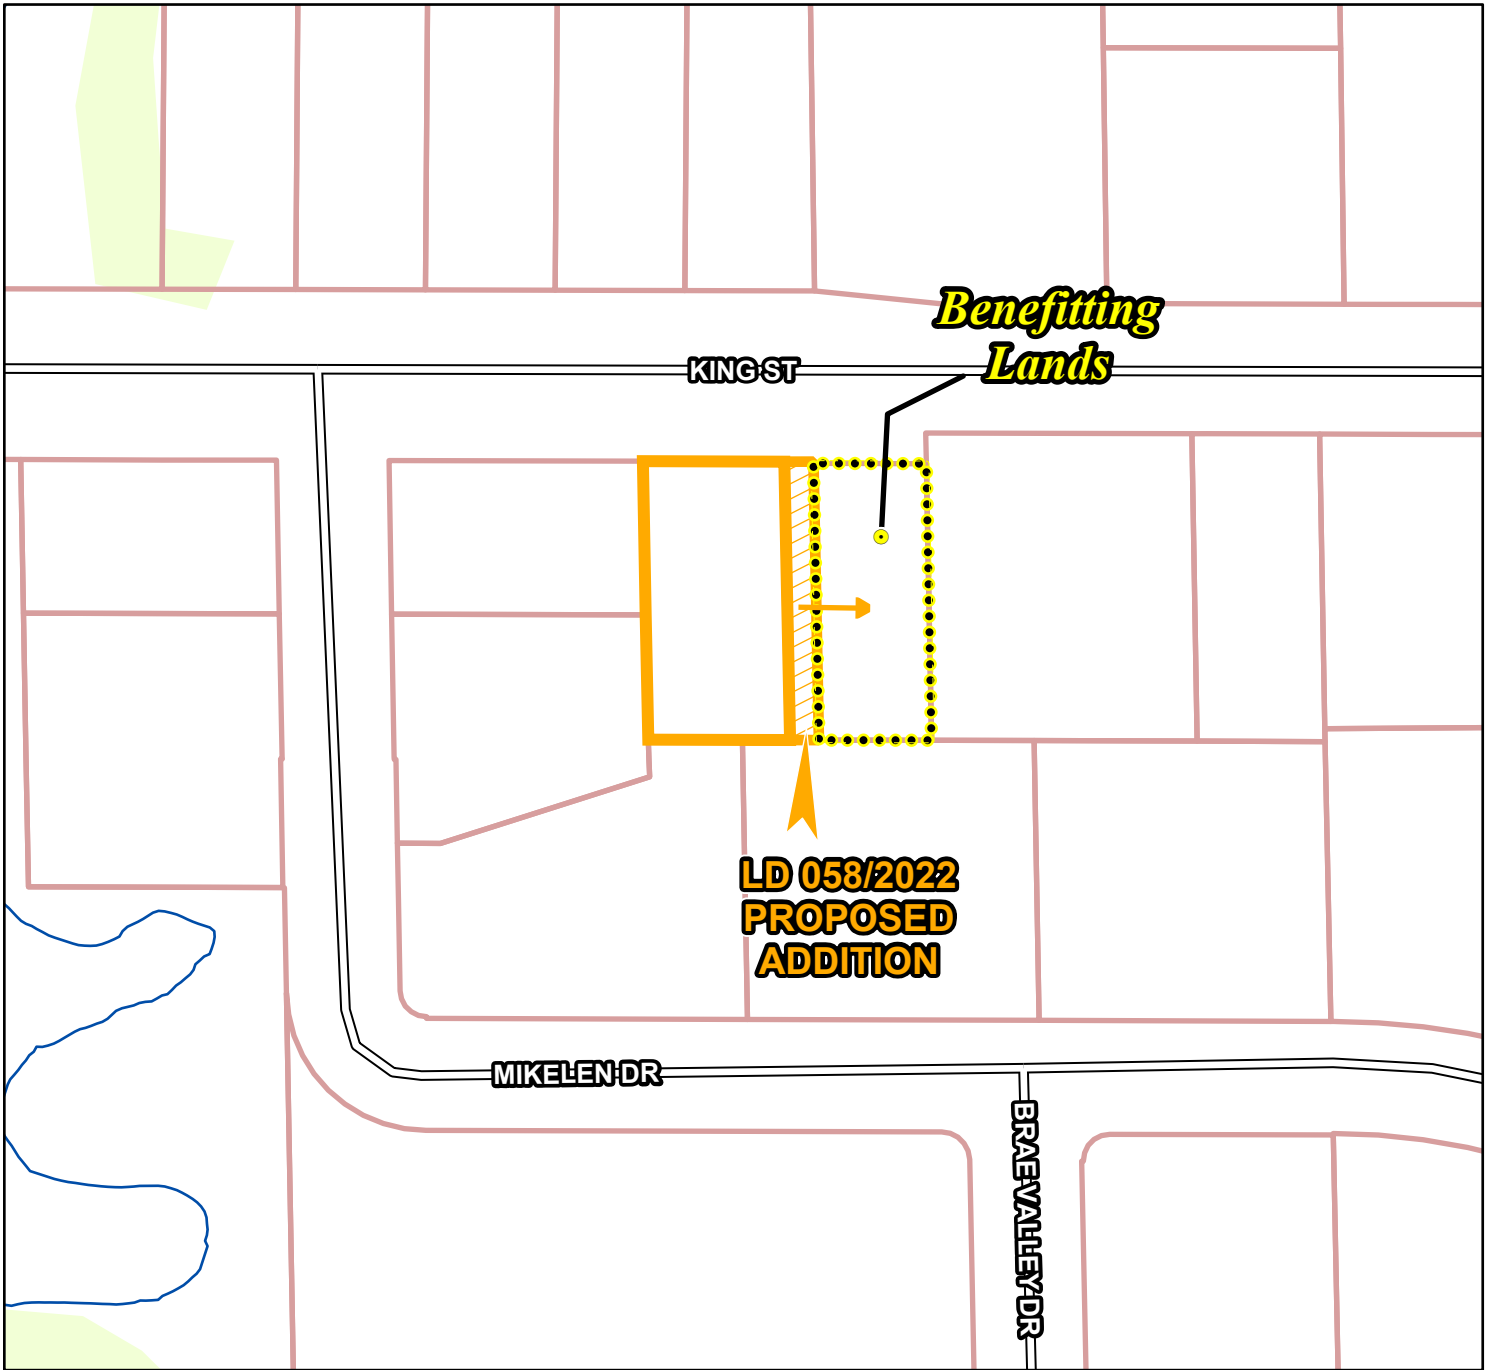 Benefitting
Lands
KING ST
LD 058/2022
PROPOSED
ADDITION
MIKELEN DR
BRAE VALLEY DR